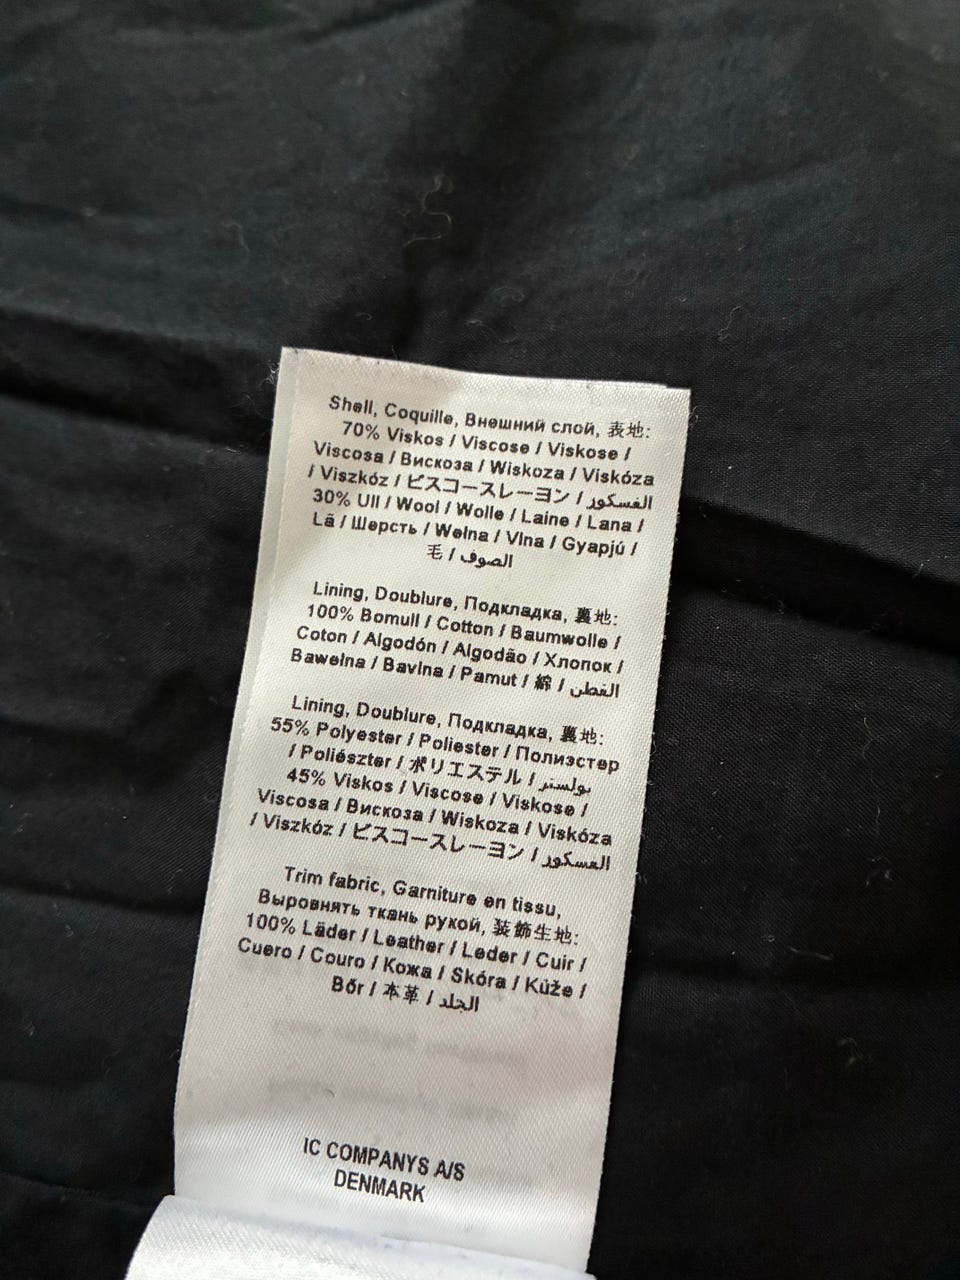 Shell, Coquille, Внешний слой, 表地:
70% Viskos / Viscose / Viskose /
Viscosa / Вискоза / Wiskoza / Viskóza
/ Viszkóz / ビスコースレーヨン / الفسكوز
30% Ull / Wool / Wolle / Laine / Lana /
Lã / Шерсть / Wełna / Vlna / Gyapjú /
毛 / الصوف
Lining, Doublure, Подкладка, 裏地:
100% Bomull / Cotton / Baumwolle /
Coton / Algodón / Algodão / Хлопок /
Bawełna / Bavlna / Pamut / 綿 / القطن
Lining, Doublure, Подкладка, 裏地:
55% Polyester / Poliester / Полиэстер
/ Poliészter / ポリエステル / بولستر
45% Viskos / Viscose / Viskose /
Viscosa / Вискоза / Wiskoza / Viskóza
/ Viszkóz / ビスコースレーヨン / الفسكوز
Trim fabric, Garniture en tissu,
Выровнять ткань рукой, 装飾生地:
100% Läder / Leather / Leder / Cuir /
Cuero / Couro / Кожа / Skóra / Kůže /
Bőr / 本革 / الجلد
IC COMPANYS A/S
DENMARK